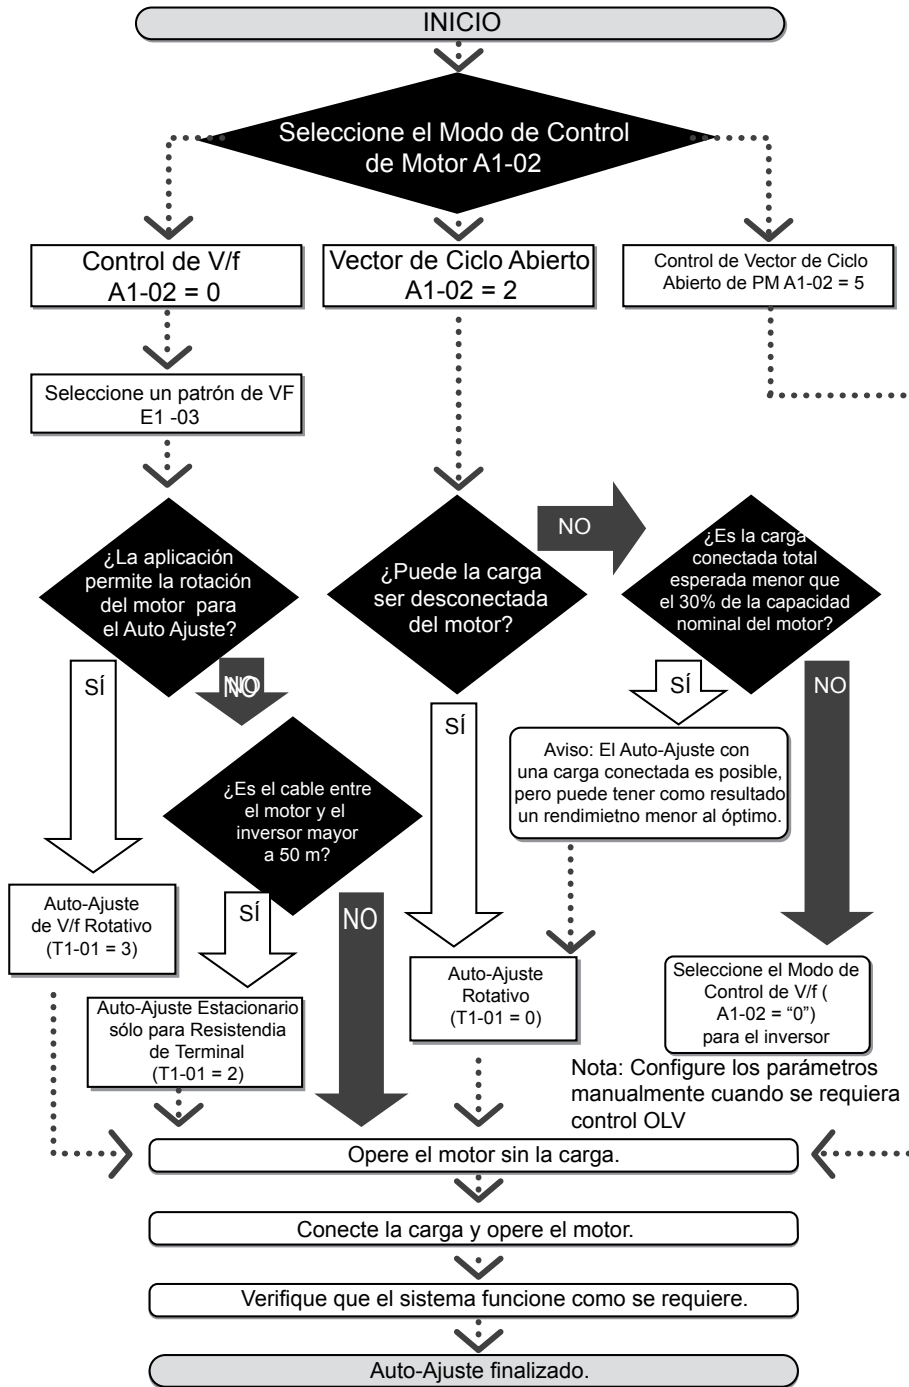 INICIO
Seleccione el Modo de Control
de Motor A1-02
Control de V/f
A1-02 = 0
Vector de Ciclo Abierto
A1-02 = 2
Control de Vector de Ciclo
Abierto de PM A1-02 = 5
Seleccione un patrón de VF
E1 -03
¿La aplicación
permite la rotación
del motor para
el Auto Ajuste?
¿Puede la carga
ser desconectada
del motor?
NO
¿Es la carga
conectada total
esperada menor que
el 30% de la capacidad
nominal del motor?
SÍ
NO
SÍ
SÍ
NO
¿Es el cable entre
el motor y el
inversor mayor
a 50 m?
Aviso: El Auto-Ajuste con
una carga conectada es posible,
pero puede tener como resultado
un rendimietno menor al óptimo.
Auto-Ajuste
de V/f Rotativo
(T1-01 = 3)
SÍ
NO
Auto-Ajuste Estacionario
sólo para Resistendia
de Terminal
(T1-01 = 2)
Auto-Ajuste
Rotativo
(T1-01 = 0)
Seleccione el Modo de
Control de V/f (
A1-02 = “0”)
para el inversor
Nota: Configure los parámetros
manualmente cuando se requiera
control OLV
Opere el motor sin la carga.
Conecte la carga y opere el motor.
Verifique que el sistema funcione como se requiere.
Auto-Ajuste finalizado.